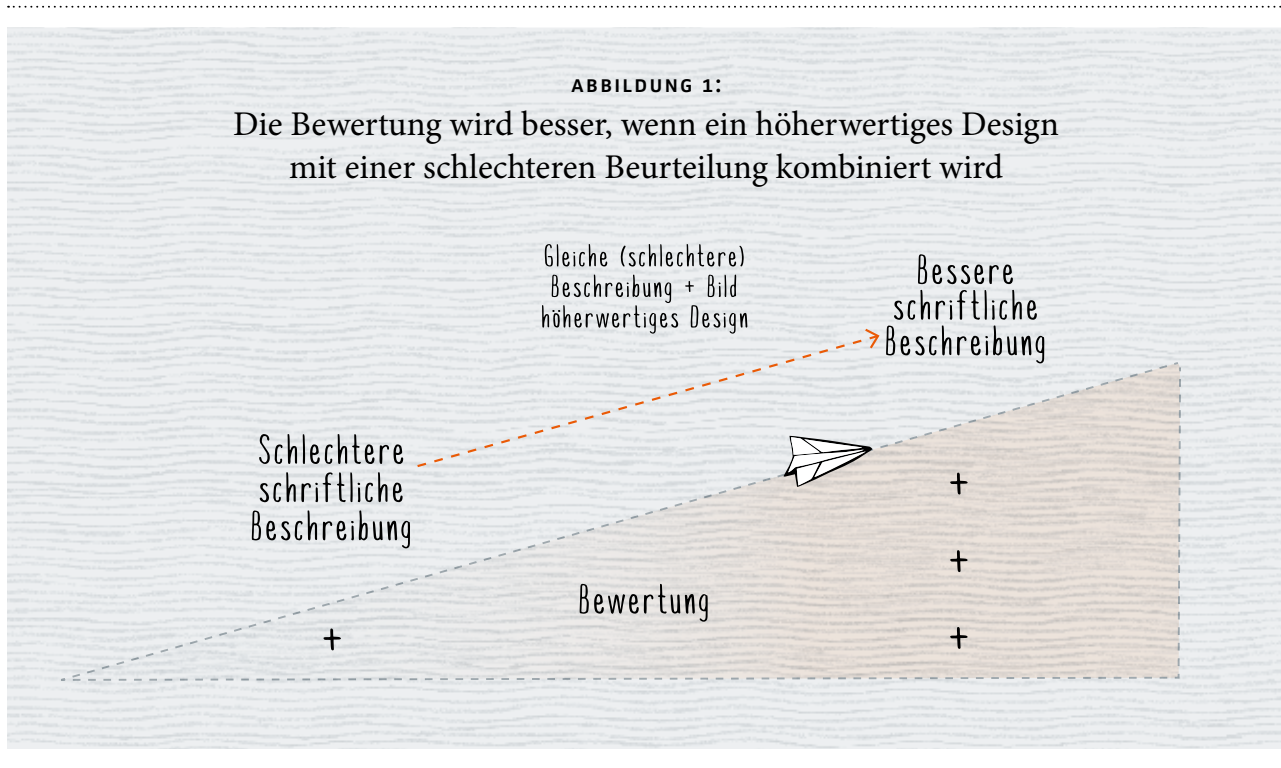 ABBILDUNG 1:
Die Bewertung wird besser, wenn ein höherwertiges Design
mit einer schlechteren Beurteilung kombiniert wird
Gleiche (schlechtere)
Beschreibung + Bild
höherwertiges Design
Bessere
schriftliche
Beschreibung
Schlechtere
schriftliche
Beschreibung
+
+
Bewertung
+
+